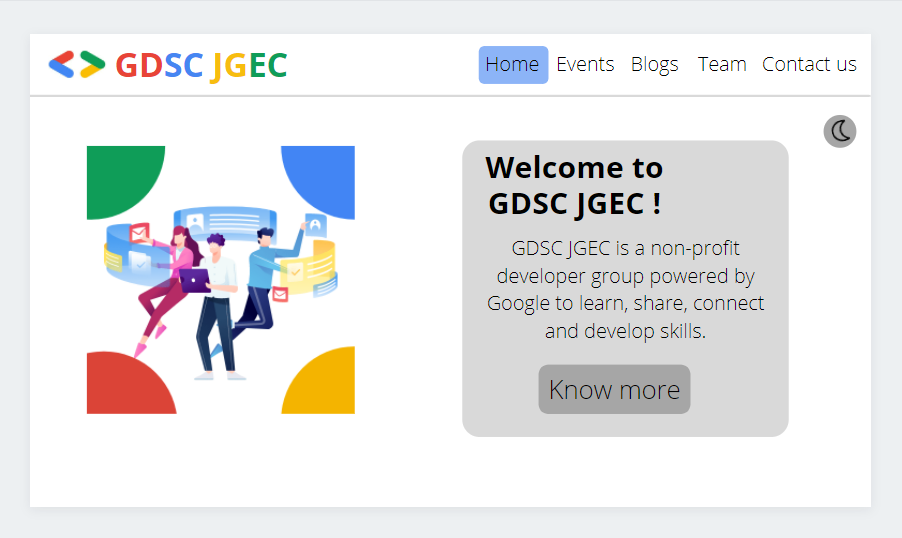 GDSC JGEC
Home Events Blogs Team Contact us
Welcome to
GDSC JGEC !
GDSC JGEC is a non-profit
developer group powered by
Google to learn, share, connect
and develop skills.
Know more